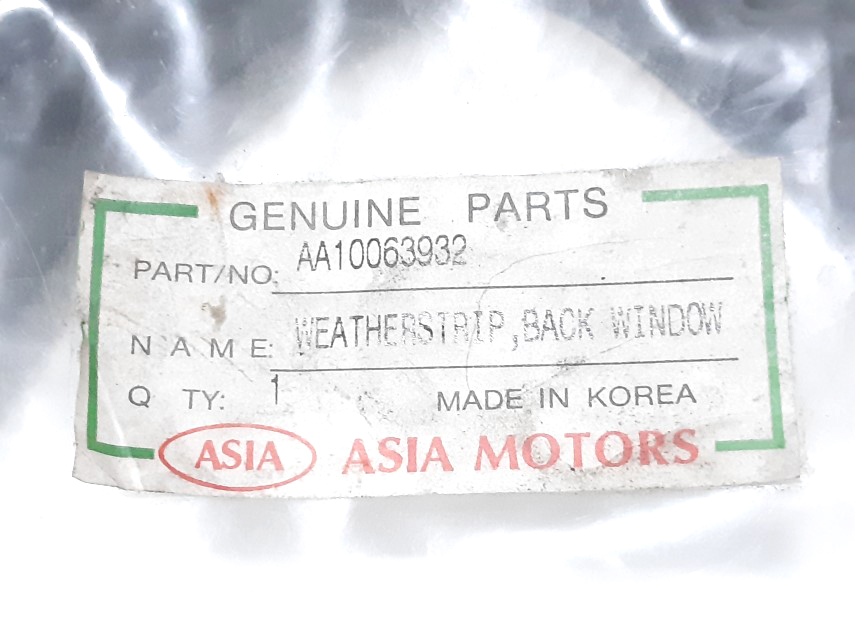 GENUINE PARTS
PART/NO: AA10063932
NAME: WEATHERSTRIP,BACK WINDOW
Q TY: 1 MADE IN KOREA
ASIA ASIA MOTORS